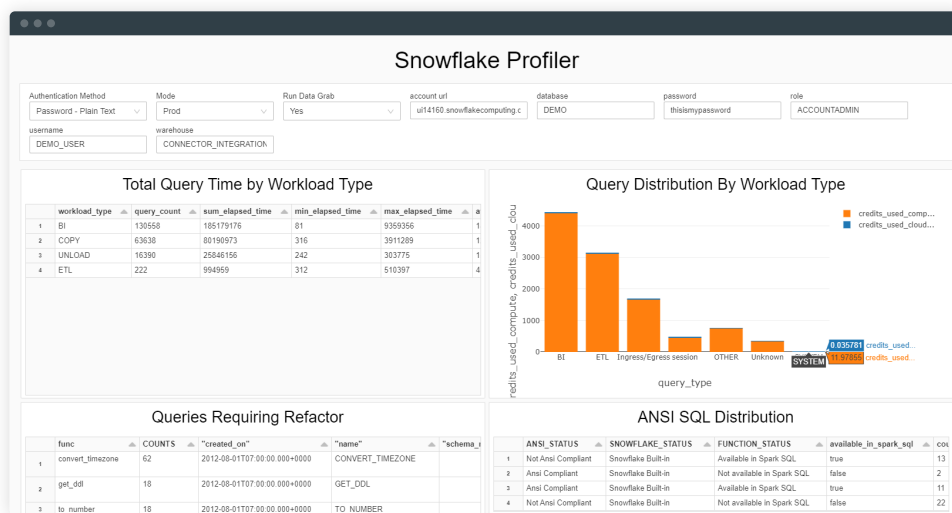 Snowflake Profiler
Authentication Method Mode Run Data Grab account url database password role
Password - Plain Text Prod Yes ui14160.snowflakecomputing.c DEMO thisismypassword ACCOUNTADMIN
username warehouse
DEMO_USER CONNECTOR_INTEGRATION
Total Query Time by Workload Type
workload_type query_count sum_elapsed_time min_elapsed_time max_elapsed_time
1 BI 130558 185179176 81 9359356
2 COPY 63638 80190973 316 3911289
3 UNLOAD 16390 25846156 242 303775
4 ETL 222 994959 312 510397
Query Distribution By Workload Type
credits_used_comp...
credits_used_cloud...
4000
3000
2000
1000
0
BI ETL Ingress/Egress session OTHER Unknown
SYSTEM
0.035781 credits_used...
11.97855 credits_used...
query_type
redits_used_compute, credits_used_clou
Queries Requiring Refactor
func COUNTS "created_on" "name" "schema_
1 convert_timezone 62 2012-08-01T07:00:00.000+0000 CONVERT_TIMEZONE
2 get_ddl 18 2012-08-01T07:00:00.000+0000 GET_DDL
3 to_number 18 2012-08-01T07:00:00.000+0000 TO_NUMBER
ANSI SQL Distribution
ANSI_STATUS SNOWFLAKE_STATUS FUNCTION_STATUS available_in_spark_sql cou
1 Not Ansi Compliant Snowflake Built-in Available in Spark SQL true 13
2 Ansi Compliant Snowflake Built-in Not available in Spark SQL false 2
3 Ansi Compliant Snowflake Built-in Available in Spark SQL true 11
4 Not Ansi Compliant Snowflake Built-in Not available in Spark SQL false 22